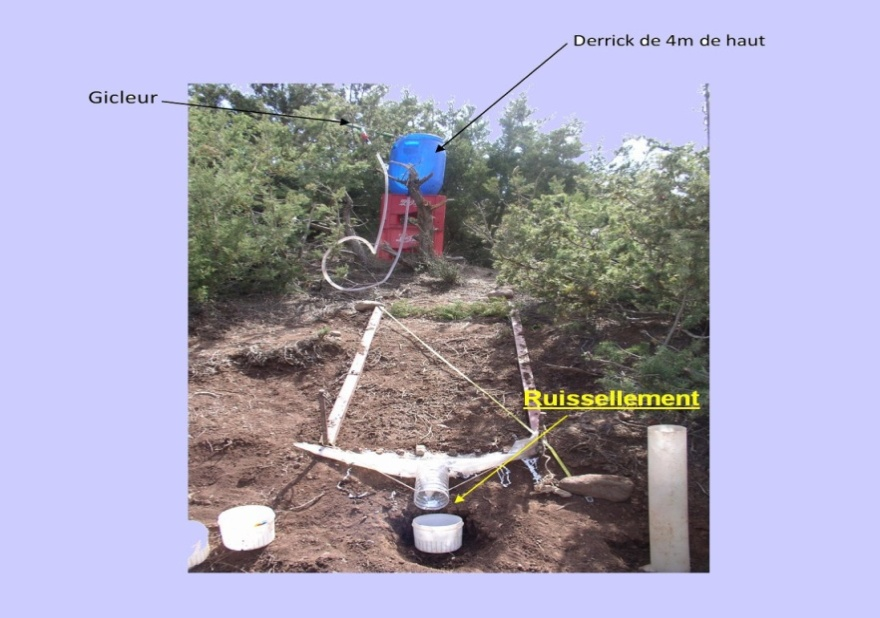 Derrick de 4m de haut
Gicleur
Ruissellement